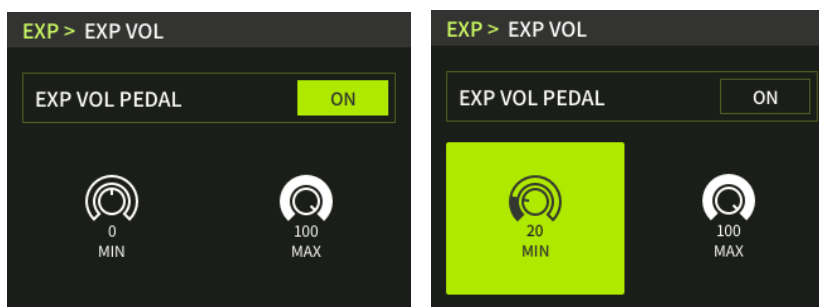 EXP > EXP VOL
EXP VOL PEDAL ON
0 100
MIN MAX
EXP > EXP VOL
EXP VOL PEDAL ON
20 100
MIN MAX